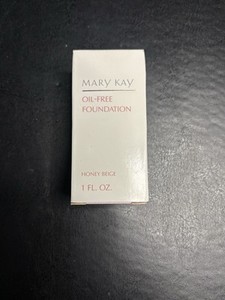 MARY KAY
OIL-FREE
FOUNDATION
HONEY BEIGE
1 FL. OZ.